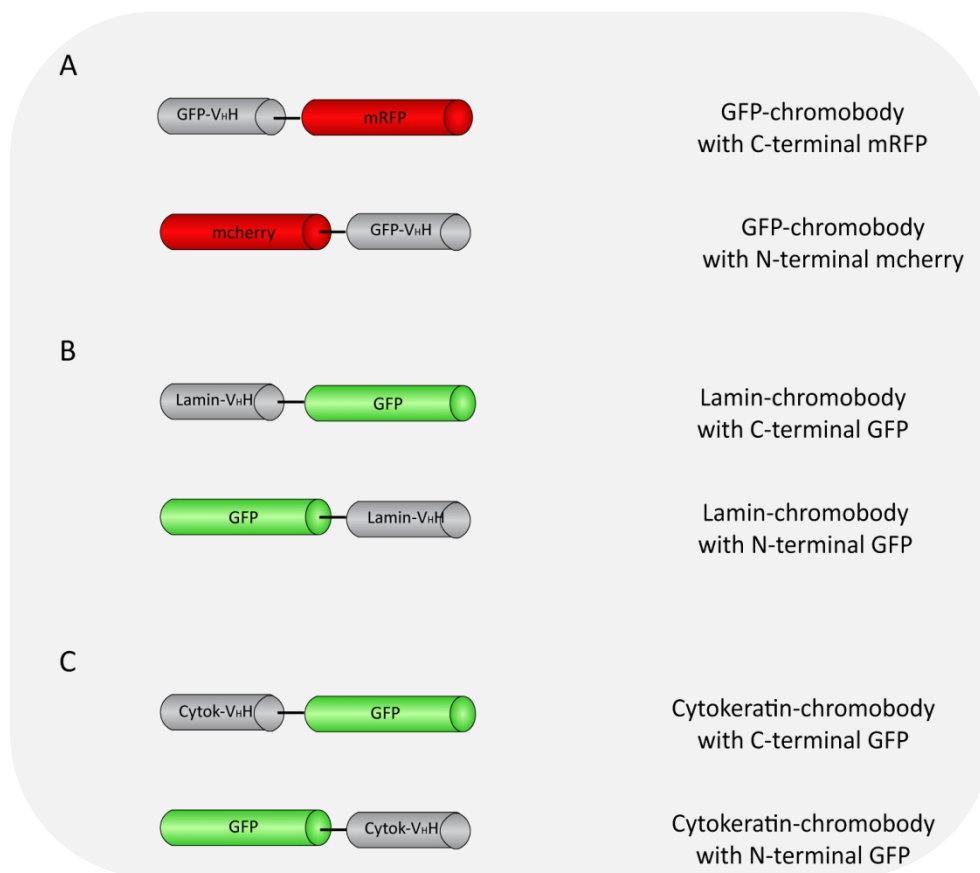 A
GFP-VHH
mRFP
GFP-chromobody
with C-terminal mRFP
mcherry
GFP-VHH
GFP-chromobody
with N-terminal mcherry
B
Lamin-VHH
GFP
Lamin-chromobody
with C-terminal GFP
GFP
Lamin-VHH
Lamin-chromobody
with N-terminal GFP
C
Cytok-VHH
GFP
Cytokeratin-chromobody
with C-terminal GFP
GFP
Cytok-VHH
Cytokeratin-chromobody
with N-terminal GFP